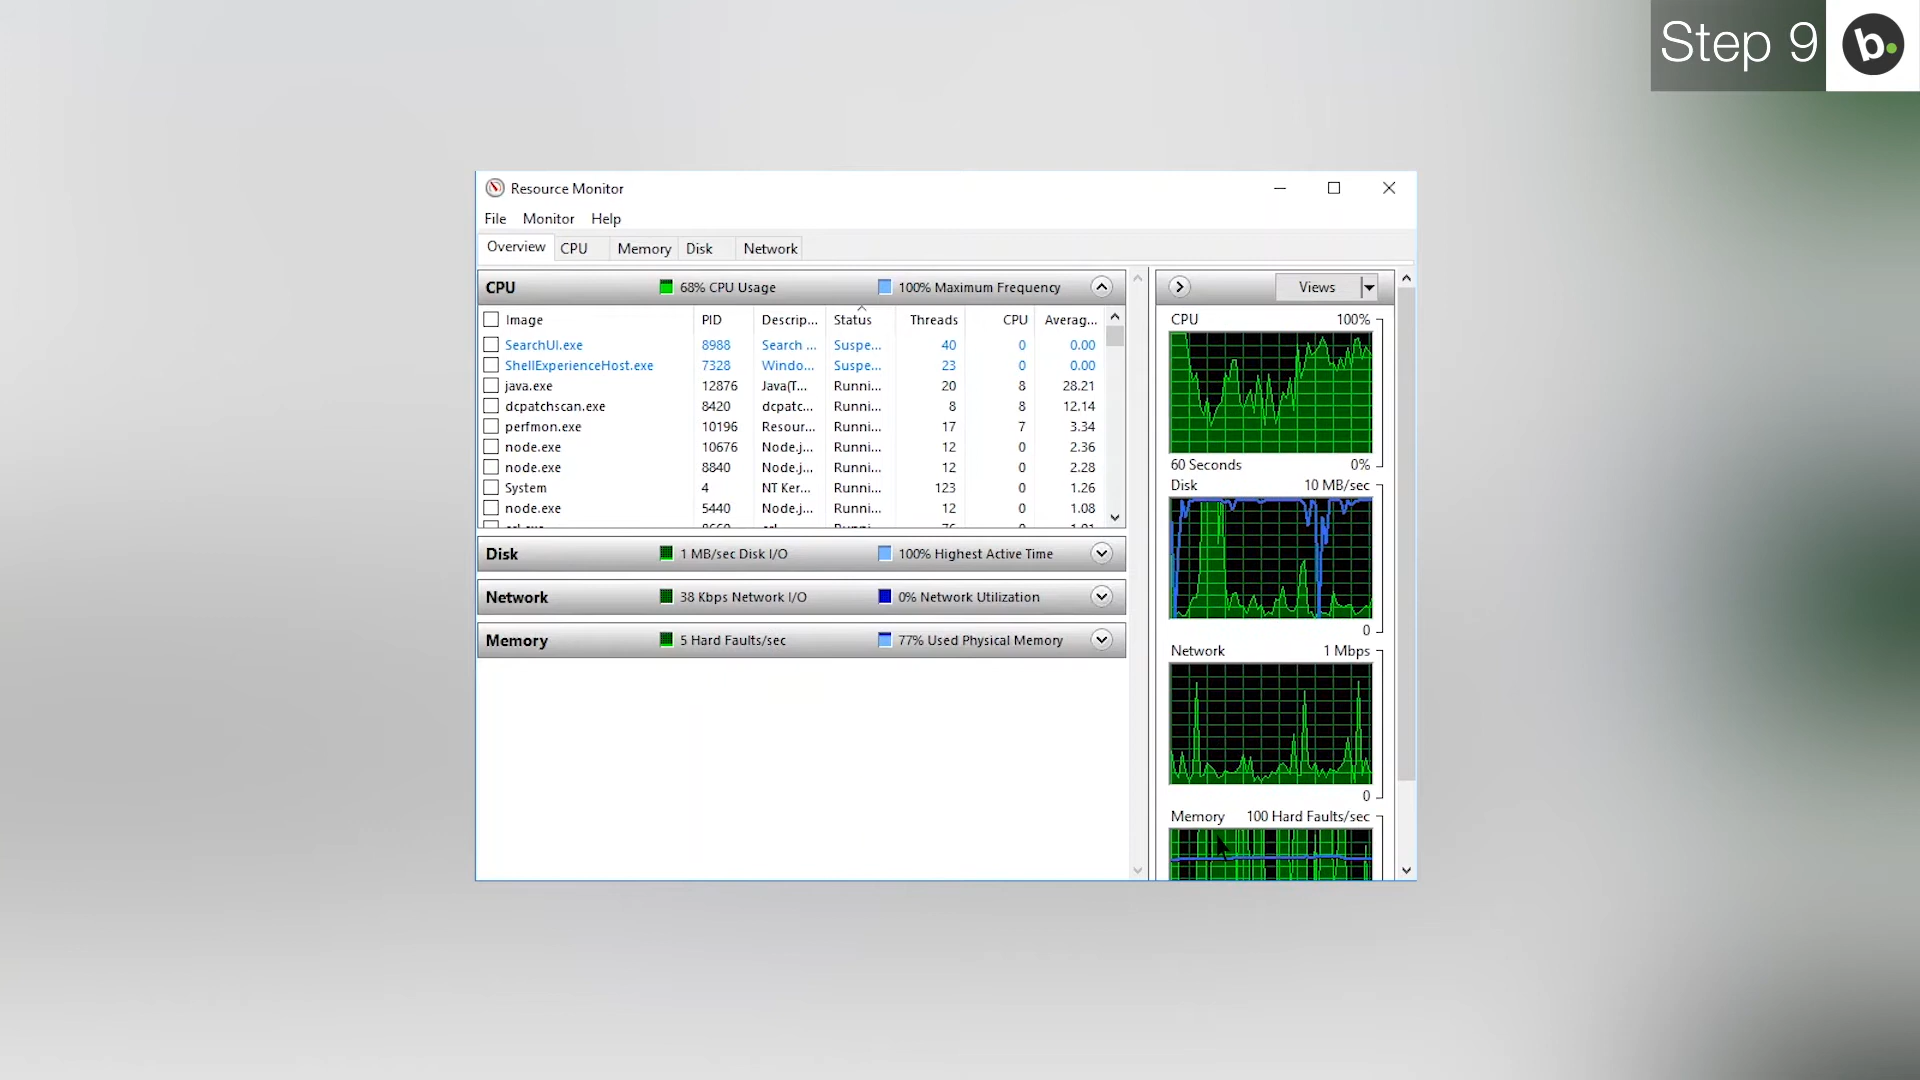 Step 9
b.
Resource Monitor
File Monitor Help
Overview CPU Memory Disk Network
CPU 68% CPU Usage 100% Maximum Frequency
Image PID Descrip... Status Threads CPU Averag...
SearchUI.exe 8988 Search ... Suspe... 40 0 0.00
ShellExperienceHost.exe 7328 Windo... Suspe... 23 0 0.00
java.exe 12876 Java(T... Runni... 20 8 28.21
dcpatchscan.exe 8420 dcpatc... Runni... 8 8 12.14
perfmon.exe 10196 Resour... Runni... 17 7 3.34
node.exe 10676 Node.j... Runni... 12 0 2.36
node.exe 8840 Node.j... Runni... 12 0 2.28
System 4 NT Ker... Runni... 123 0 1.26
node.exe 5440 Node.j... Runni... 12 0 1.08
Disk 1 MB/sec Disk I/O 100% Highest Active Time
Network 38 Kbps Network I/O 0% Network Utilization
Memory 5 Hard Faults/sec 77% Used Physical Memory
Views
CPU 100%
60 Seconds 0%
Disk 10 MB/sec
0
Network 1 Mbps
0
Memory 100 Hard Faults/sec